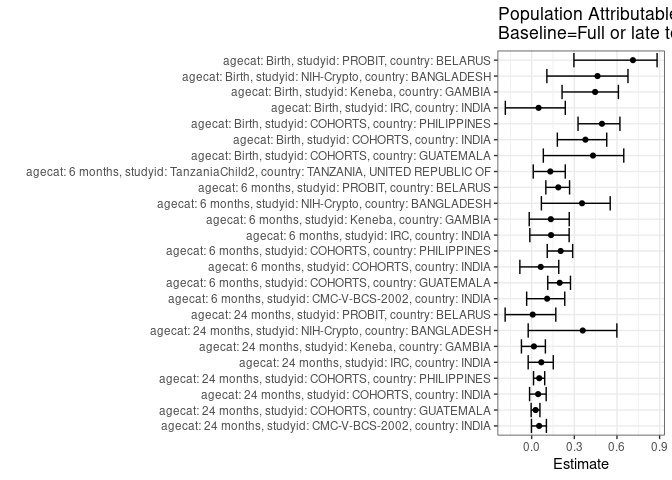 Population Attributable
Baseline=Full or late t
agecat: Birth, studyid: PROBIT, country: BELARUS
agecat: Birth, studyid: NIH-Crypto, country: BANGLADESH
agecat: Birth, studyid: Keneba, country: GAMBIA
agecat: Birth, studyid: IRC, country: INDIA
agecat: Birth, studyid: COHORTS, country: PHILIPPINES
agecat: Birth, studyid: COHORTS, country: INDIA
agecat: Birth, studyid: COHORTS, country: GUATEMALA
agecat: 6 months, studyid: TanzaniaChild2, country: TANZANIA, UNITED REPUBLIC OF
agecat: 6 months, studyid: PROBIT, country: BELARUS
agecat: 6 months, studyid: NIH-Crypto, country: BANGLADESH
agecat: 6 months, studyid: Keneba, country: GAMBIA
agecat: 6 months, studyid: IRC, country: INDIA
agecat: 6 months, studyid: COHORTS, country: PHILIPPINES
agecat: 6 months, studyid: COHORTS, country: INDIA
agecat: 6 months, studyid: COHORTS, country: GUATEMALA
agecat: 6 months, studyid: CMC-V-BCS-2002, country: INDIA
agecat: 24 months, studyid: PROBIT, country: BELARUS
agecat: 24 months, studyid: NIH-Crypto, country: BANGLADESH
agecat: 24 months, studyid: Keneba, country: GAMBIA
agecat: 24 months, studyid: IRC, country: INDIA
agecat: 24 months, studyid: COHORTS, country: PHILIPPINES
agecat: 24 months, studyid: COHORTS, country: INDIA
agecat: 24 months, studyid: COHORTS, country: GUATEMALA
agecat: 24 months, studyid: CMC-V-BCS-2002, country: INDIA
0.0 0.3 0.6 0.9
Estimate